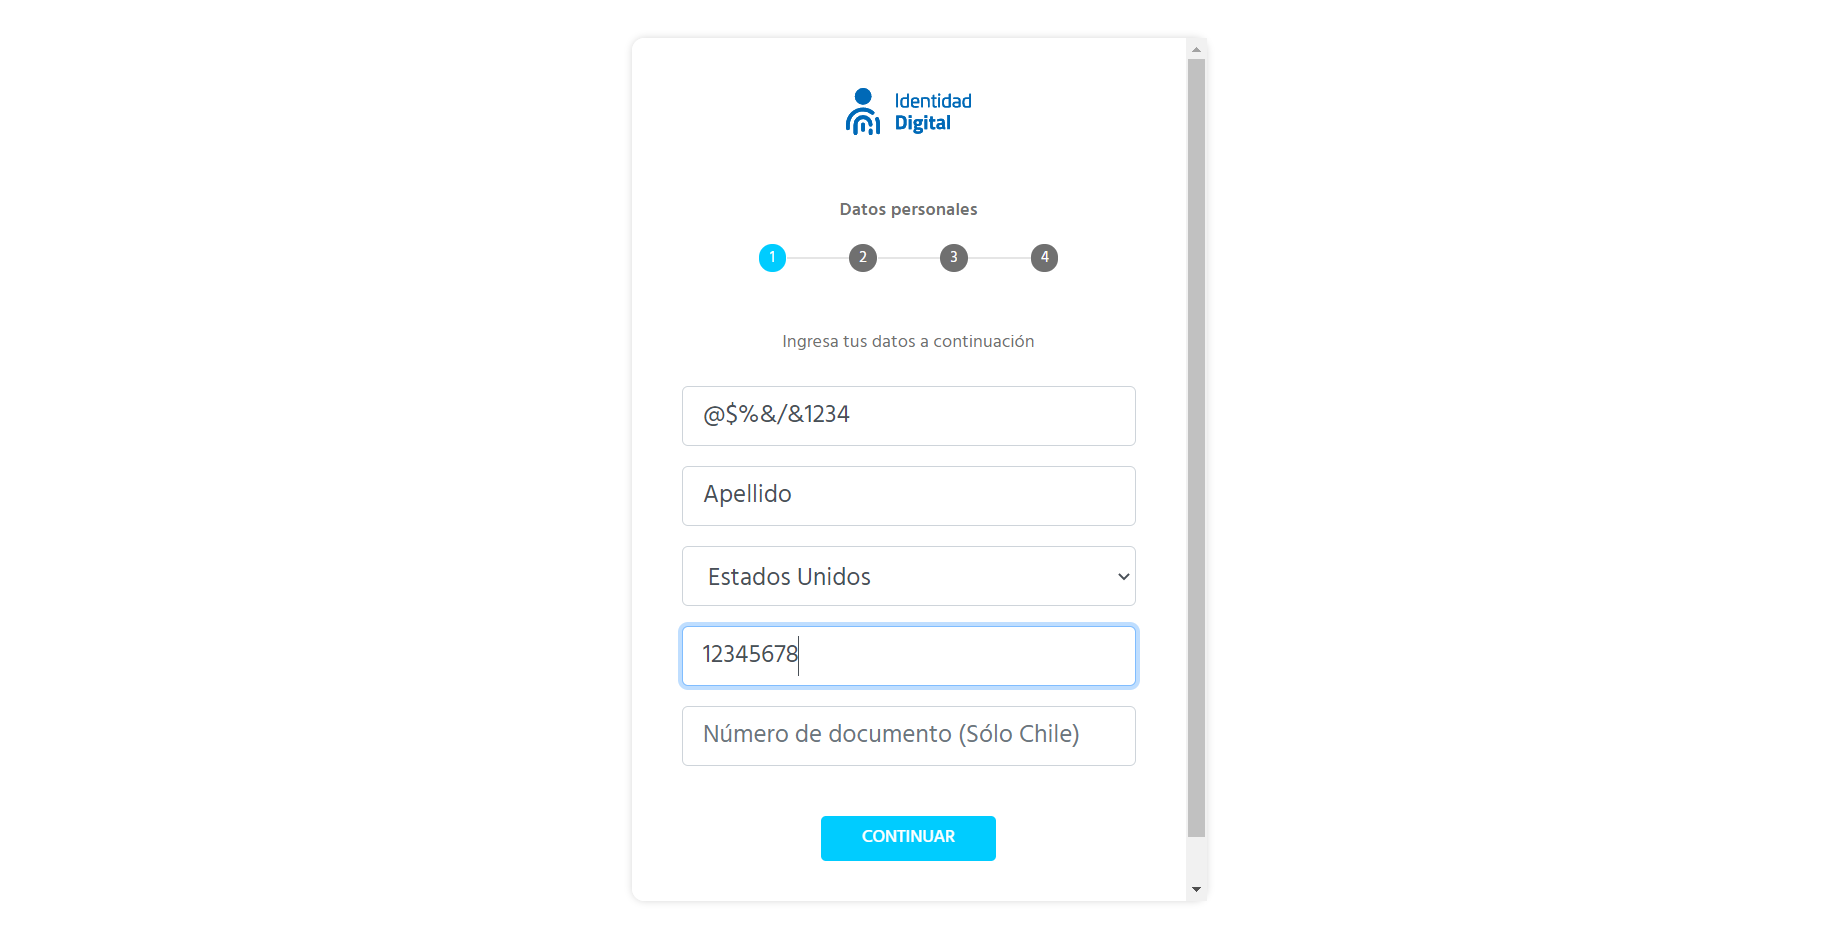 Identidad
Digital
Datos personales
1 2 3 4
Ingresa tus datos a continuación
@$%&/&1234
Apellido
Estados Unidos
12345678
Número de documento (Sólo Chile)
CONTINUAR